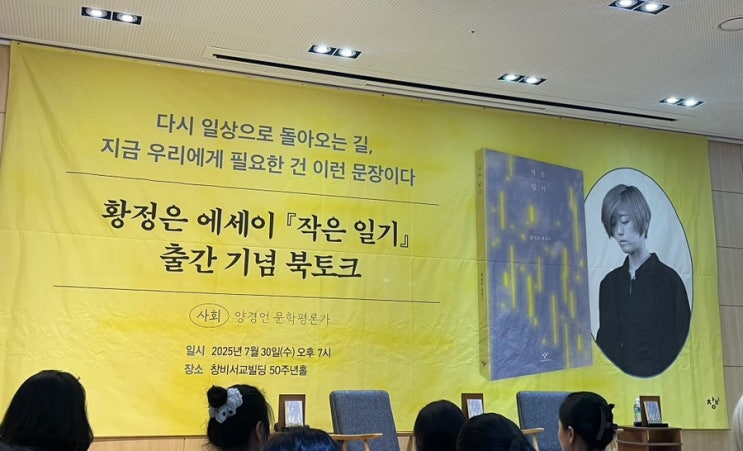 다시 일상으로 돌아오는 길,
지금 우리에게 필요한 건 이런 문장이다
황정은 에세이 『작은 일기』
출간 기념 북토크
사회 양경언 문학평론가
일시 2025년 7월 30일(수) 오후 7시
장소 창비서교빌딩 50주년홀
작은
일기
창비